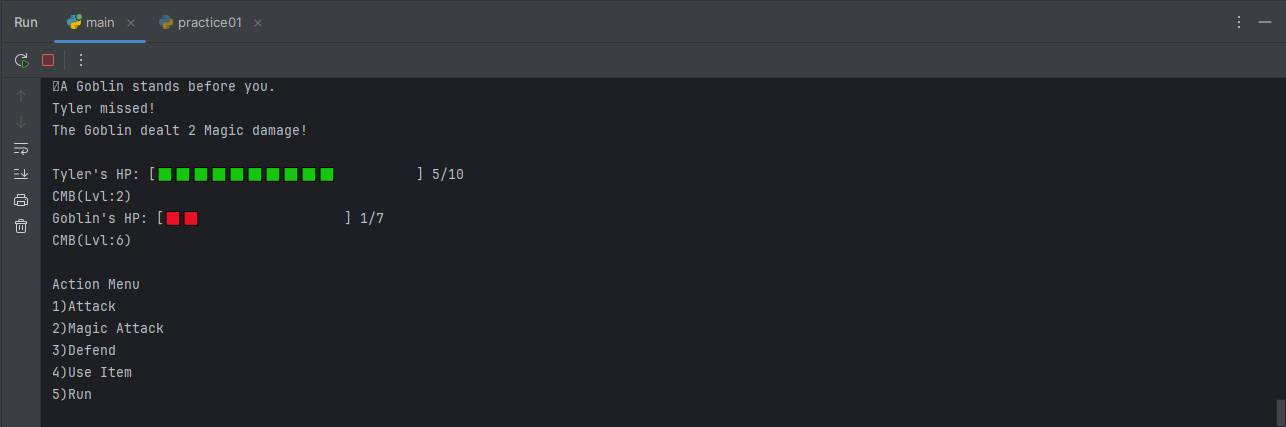 Run main practice01
A Goblin stands before you.
Tyler missed!
The Goblin dealt 2 Magic damage!
Tyler's HP: [🟩🟩🟩🟩🟩🟩🟩🟩🟩🟩          ] 5/10
CMB(Lvl:2)
Goblin's HP: [🟥🟥                  ] 1/7
CMB(Lvl:6)
Action Menu
1)Attack
2)Magic Attack
3)Defend
4)Use Item
5)Run